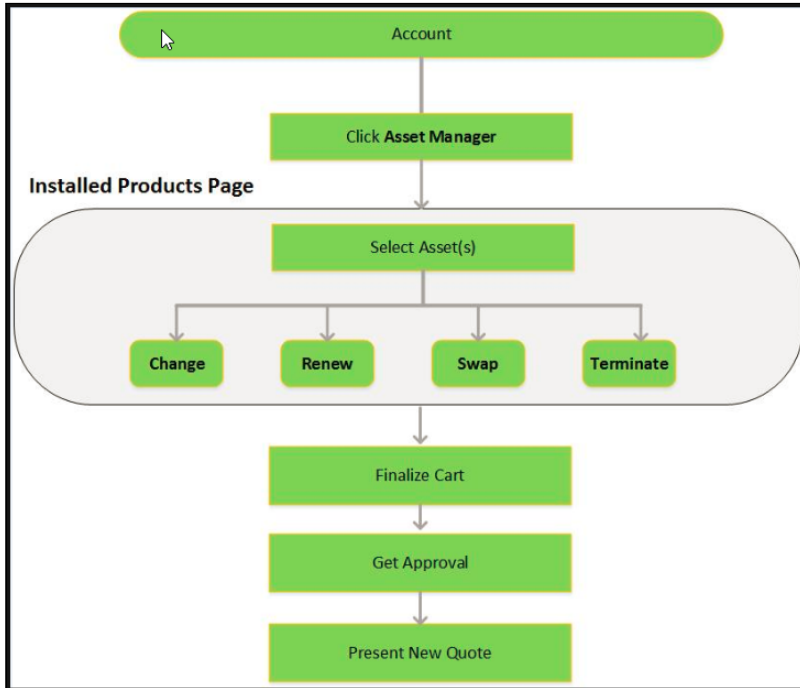 Account
Click Asset Manager
Installed Products Page
Select Asset(s)
Change
Renew
Swap
Terminate
Finalize Cart
Get Approval
Present New Quote